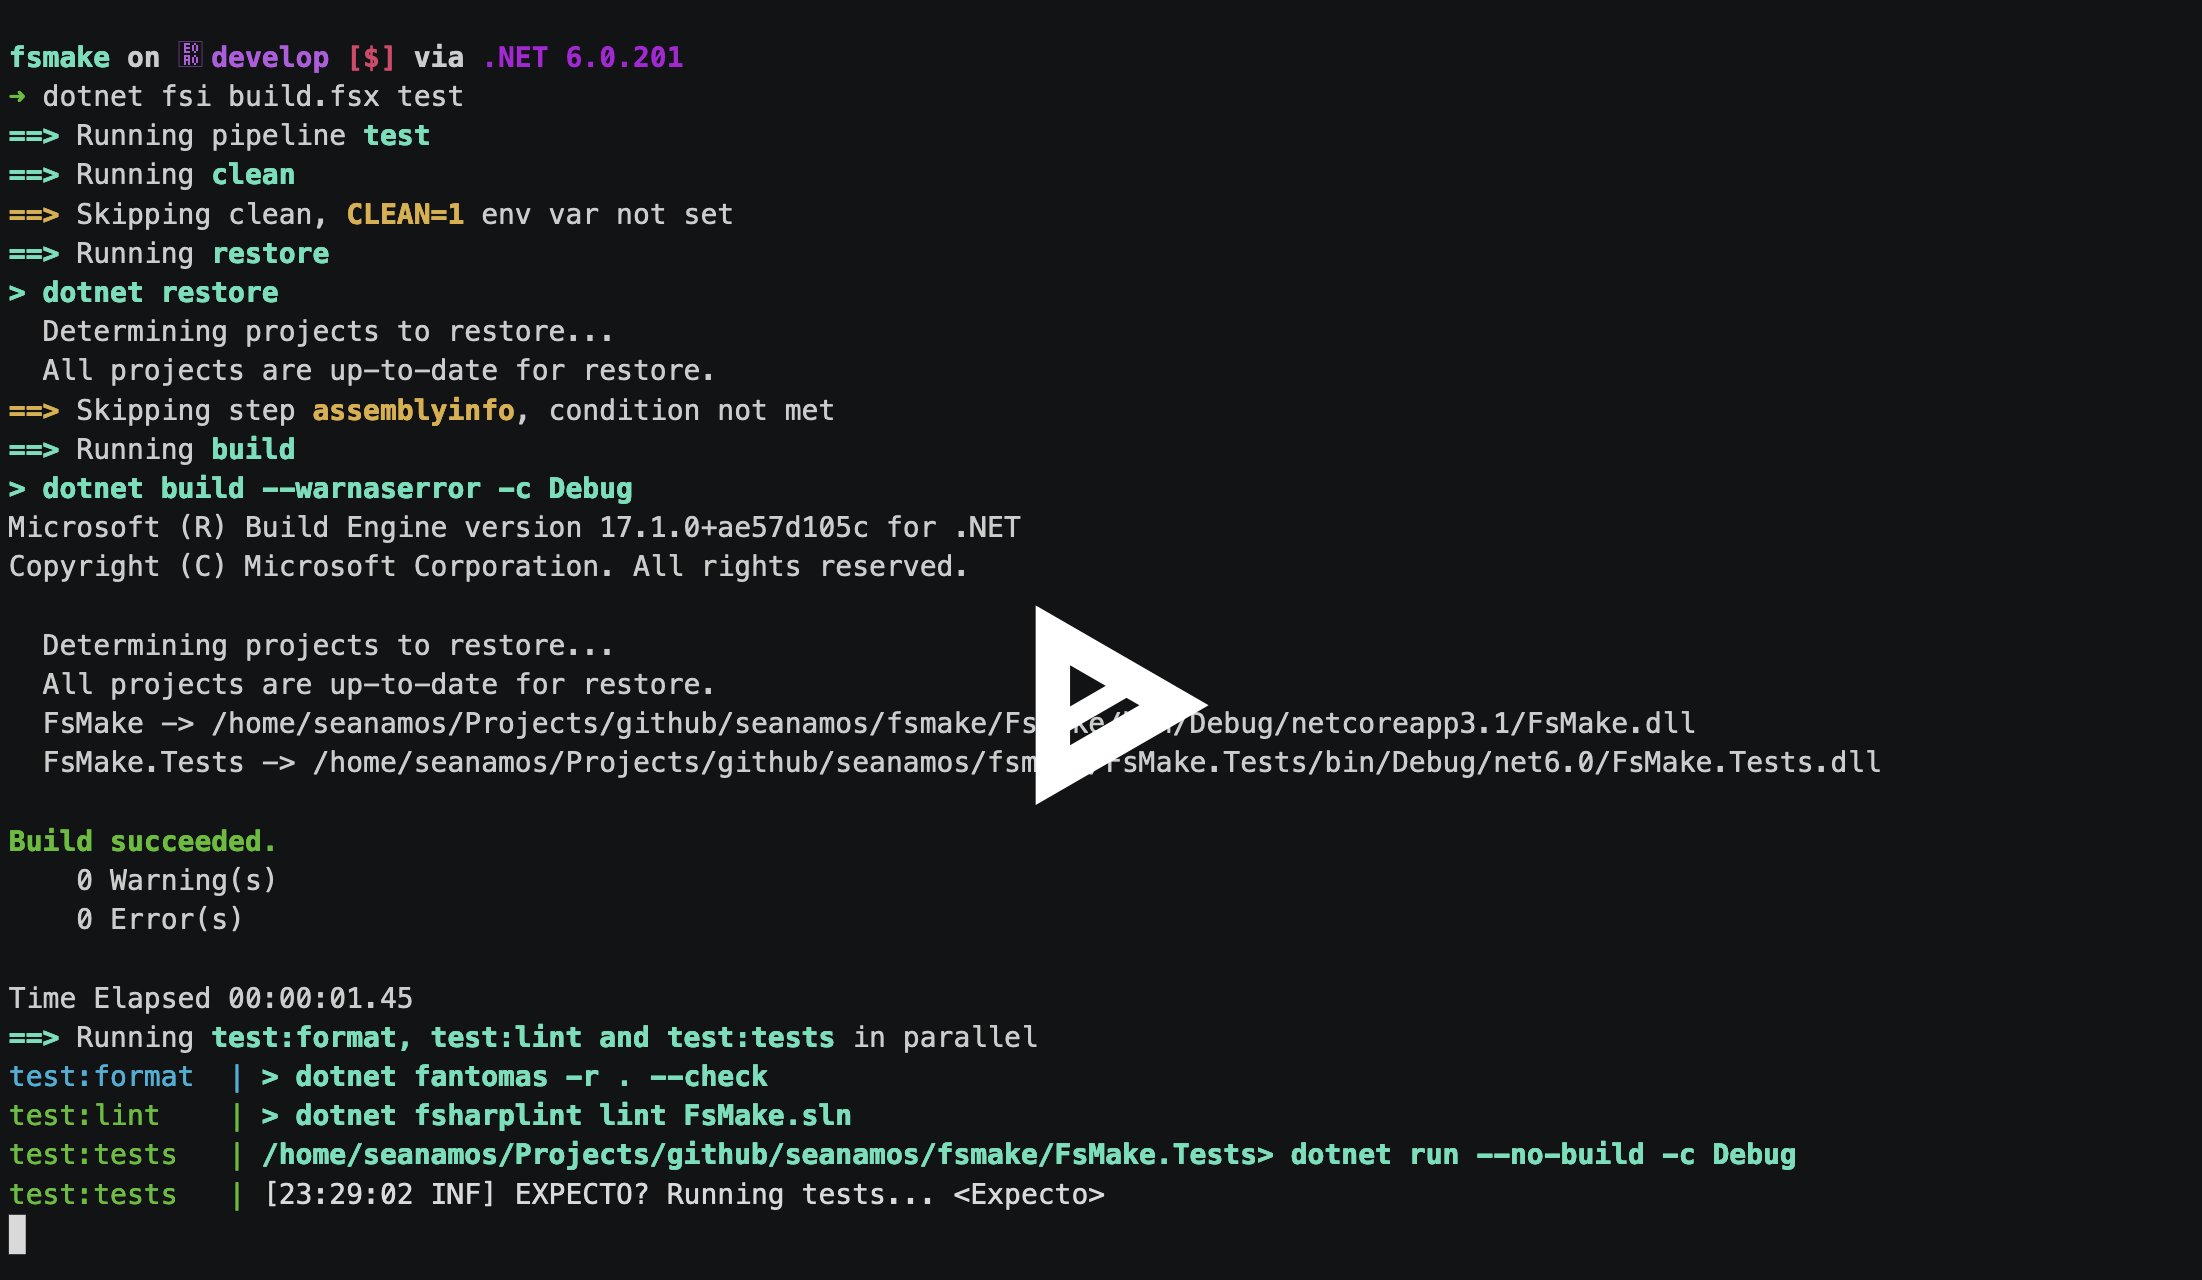 fsmake on develop [$] via .NET 6.0.201
➜ dotnet fsi build.fsx test
==> Running pipeline test
==> Running clean
==> Skipping clean, CLEAN=1 env var not set
==> Running restore
> dotnet restore
  Determining projects to restore...
  All projects are up-to-date for restore.
==> Skipping step assemblyinfo, condition not met
==> Running build
> dotnet build --warnaserror -c Debug
Microsoft (R) Build Engine version 17.1.0+ae57d105c for .NET
Copyright (C) Microsoft Corporation. All rights reserved.
  Determining projects to restore...
  All projects are up-to-date for restore.
  FsMake -> /home/seanamos/Projects/github/seanamos/fsmake/Fs ke/ /Debug/netcoreapp3.1/FsMake.dll
  FsMake.Tests -> /home/seanamos/Projects/github/seanamos/fsm /FsMake.Tests/bin/Debug/net6.0/FsMake.Tests.dll
Build succeeded.
    0 Warning(s)
    0 Error(s)
Time Elapsed 00:00:01.45
==> Running test:format, test:lint and test:tests in parallel
test:format  | > dotnet fantomas -r . --check
test:lint    | > dotnet fsharplint lint FsMake.sln
test:tests   | /home/seanamos/Projects/github/seanamos/fsmake/FsMake.Tests> dotnet run --no-build -c Debug
test:tests   | [23:29:02 INF] EXPECTO? Running tests... <Expecto>